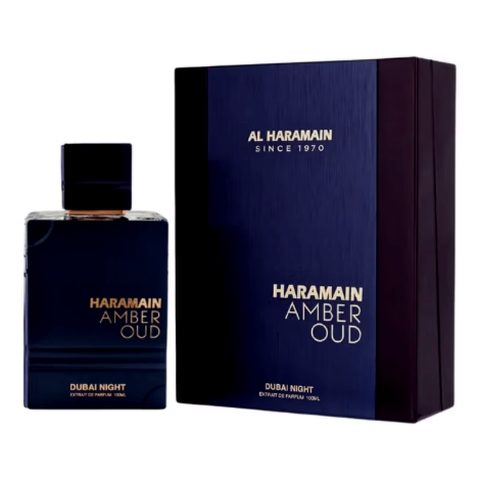 AL HARAMAIN
SINCE 1970
HARAMAIN
AMBER
OUD
DUBAI NIGHT
EXTRAIT DE PARFUM 100ML
HARAMAIN
AMBER
OUD
DUBAI NIGHT
EXTRAIT DE PARFUM 100ML